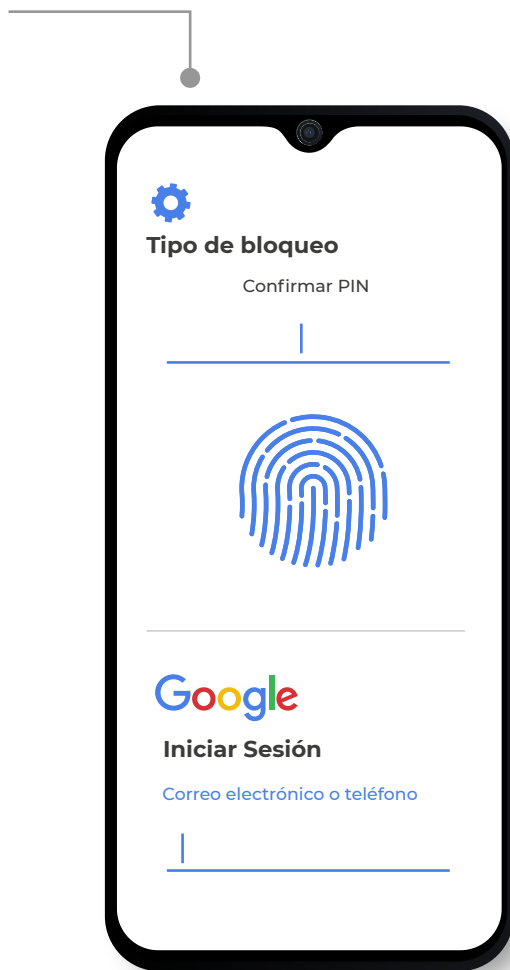 Tipo de bloqueo
Confirmar PIN
Google
Iniciar Sesión
Correo electrónico o teléfono